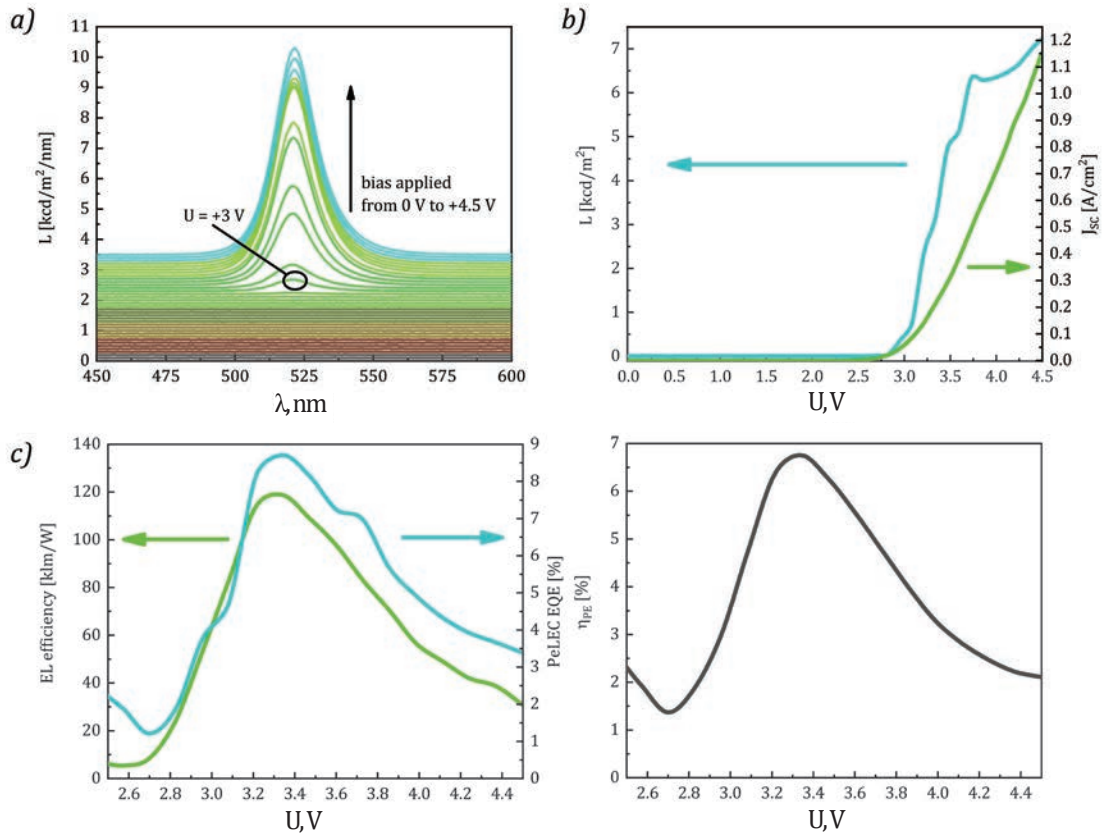 a)
11
10
9
8
7
6
5
4
3
2
1
0
L [kcd/m²/nm]
U = +3 V
bias applied
from 0 V to +4.5 V
450 475 500 525 550 575 600
λ, nm
b)
7
6
5
4
3
2
1
0
L [kcd/m²]
1.2
1.1
1.0
0.9
0.8
0.7
0.6
0.5
0.4
0.3
0.2
0.1
0.0
J_SC [A/cm²]
0.0 0.5 1.0 1.5 2.0 2.5 3.0 3.5 4.0 4.5
U, V
c)
140
120
100
80
60
40
20
0
EL efficiency [klm/W]
9
8
7
6
5
4
3
2
1
0
PeLEC EQE [%]
2.6 2.8 3.0 3.2 3.4 3.6 3.8 4.0 4.2 4.4
U, V
7
6
5
4
3
2
1
0
η_PE [%]
2.6 2.8 3.0 3.2 3.4 3.6 3.8 4.0 4.2 4.4
U, V